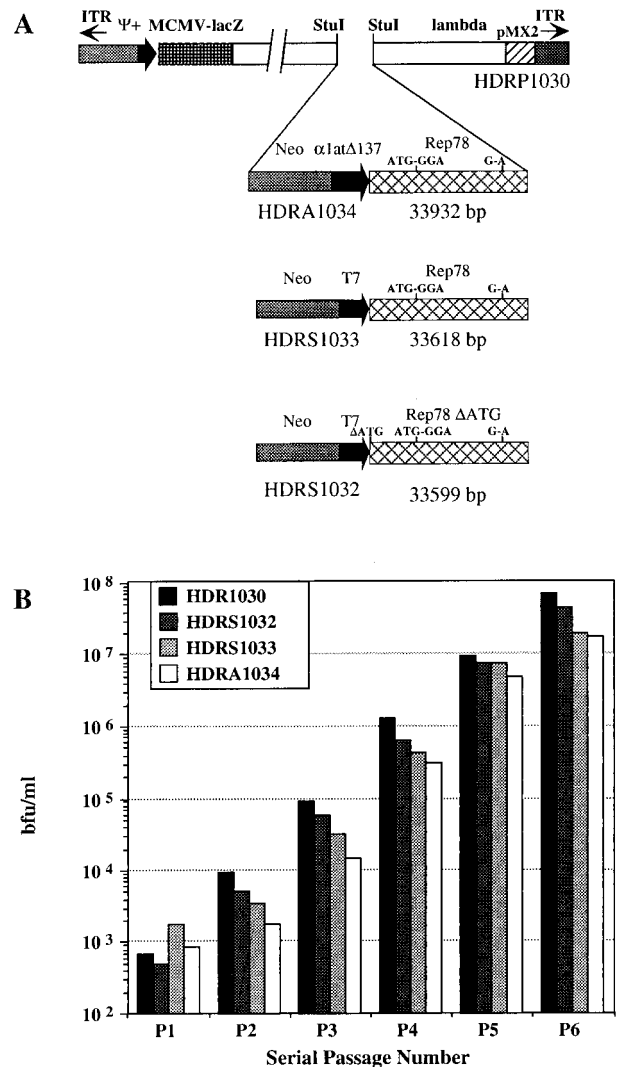 A
ITR Ψ+ MCMV-lacZ StuI StuI lambda pMX2 ITR
HDRP1030
Neo α1atΔ137 Rep78
ATG-GGA G-A
HDRA1034 33932 bp
Neo T7 Rep78
ATG-GGA G-A
HDRS1033 33618 bp
Neo T7 Rep78 ΔATG
ΔATG ATG-GGA G-A
HDRS1032 33599 bp
B
HDR1030
HDRS1032
HDRS1033
HDRA1034
10 8
10 7
10 6
10 5
10 4
10 3
10 2
bfu/ml
P1 P2 P3 P4 P5 P6
Serial Passage Number